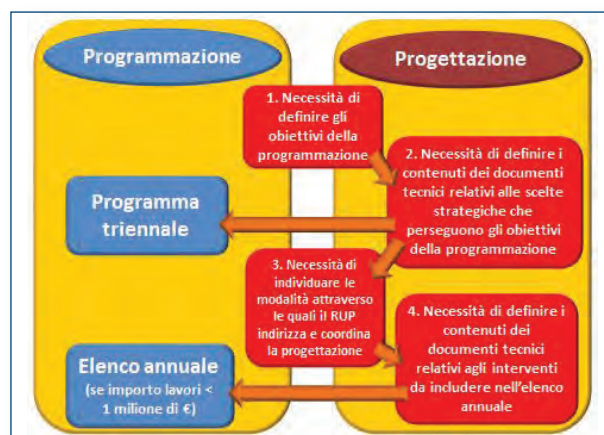 Programmazione
Progettazione
1. Necessità di
definire gli
obiettivi della
programmazione
2. Necessità di definire i
contenuti dei documenti
tecnici relativi alle scelte
strategiche che
perseguono gli obiettivi
della programmazione
Programma
triennale
3. Necessità di
individuare le
modalità attraverso
le quali il RUP
indirizza e coordina
la progettazione
4. Necessità di definire i
contenuti dei
documenti tecnici
relativi agli interventi
da includere nell'elenco
annuale
Elenco annuale
(se importo lavori <
1 milione di €)